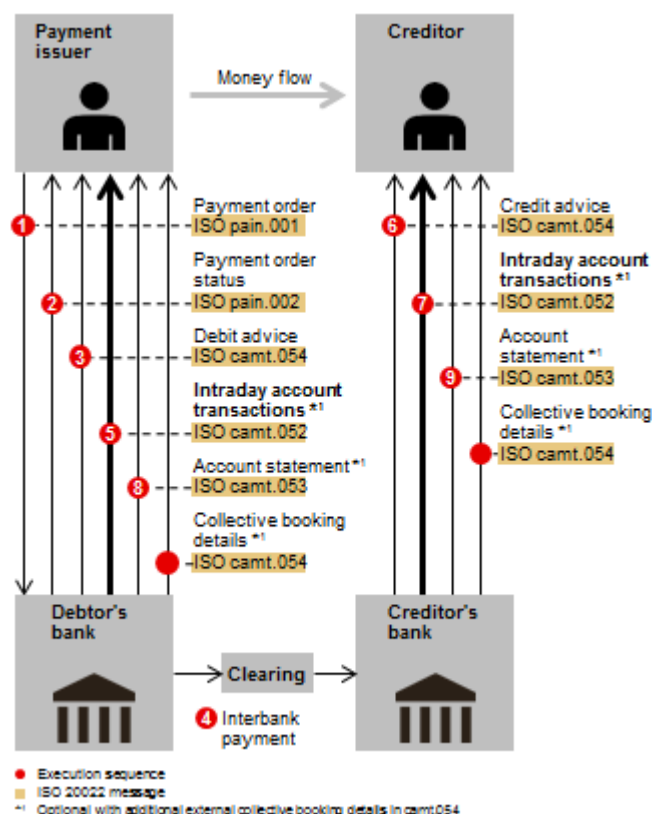 Payment
issuer
Creditor
Money flow
1
Payment order
ISO pain.001
2
Payment order
status
ISO pain.002
3
Debit advice
ISO camt.054
5
Intraday account
transactions *1
ISO camt.052
8
Account statement *1
ISO camt.053
Collective booking
details *1
ISO camt.054
6
Credit advice
ISO camt.054
7
Intraday account
transactions *1
ISO camt.052
9
Account
statement *1
ISO camt.053
Collective booking
details *1
ISO camt.054
Debtor's
bank
Clearing
Creditor's
bank
4 Interbank
payment
Execution sequence
ISO 20022 message
*1 Optional with additional external collective booking details in camt.054